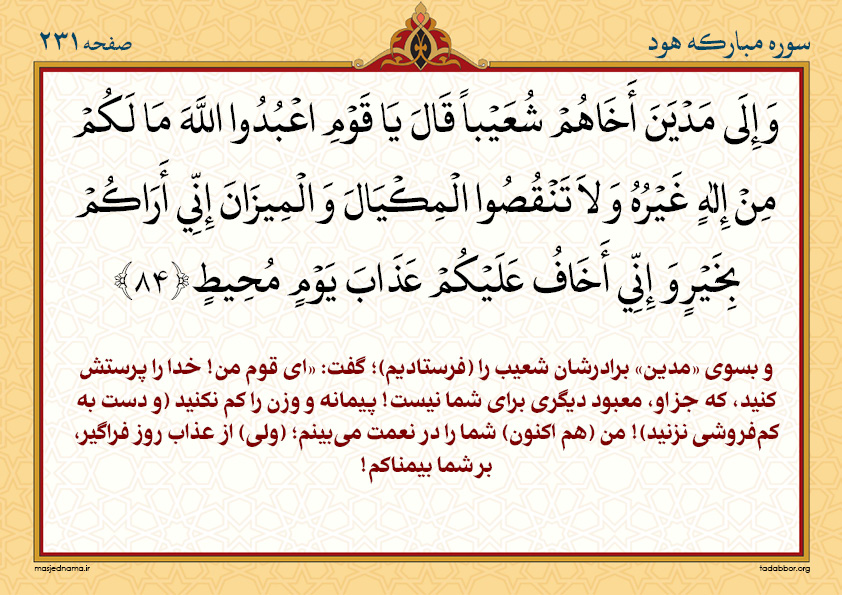 سوره مبارکه هود
صفحه ۲۳۱
وَإِلَى مَدْيَنَ أَخَاهُمْ شُعَيْباً قَالَ يَا قَوْمِ اعْبُدُوا اللَّهَ مَا لَكُمْ
مِنْ إِلٰهٍ غَيْرُهُ وَلاَ تَنْقُصُوا الْمِكْيَالَ وَالْمِيزَانَ إِنِّي أَرَاكُمْ
بِخَيْرٍ وَ إِنِّي أَخَافُ عَلَيْكُمْ عَذَابَ يَوْمٍ مُحِيطٍ ﴿۸۴﴾
و بسوی «مدین» برادرشان شعیب را (فرستادیم)؛ گفت: «ای قوم من! خدا را پرستش
کنید، که جز او، معبود دیگری برای شما نیست! پیمانه و وزن را کم نکنید (و دست به
کم‌فروشی نزنید)! من (هم اکنون) شما را در نعمت می‌بینم؛ (ولی) از عذاب روز فراگیر،
بر شما بیمناکم!
masjednama.ir
tadabbor.org